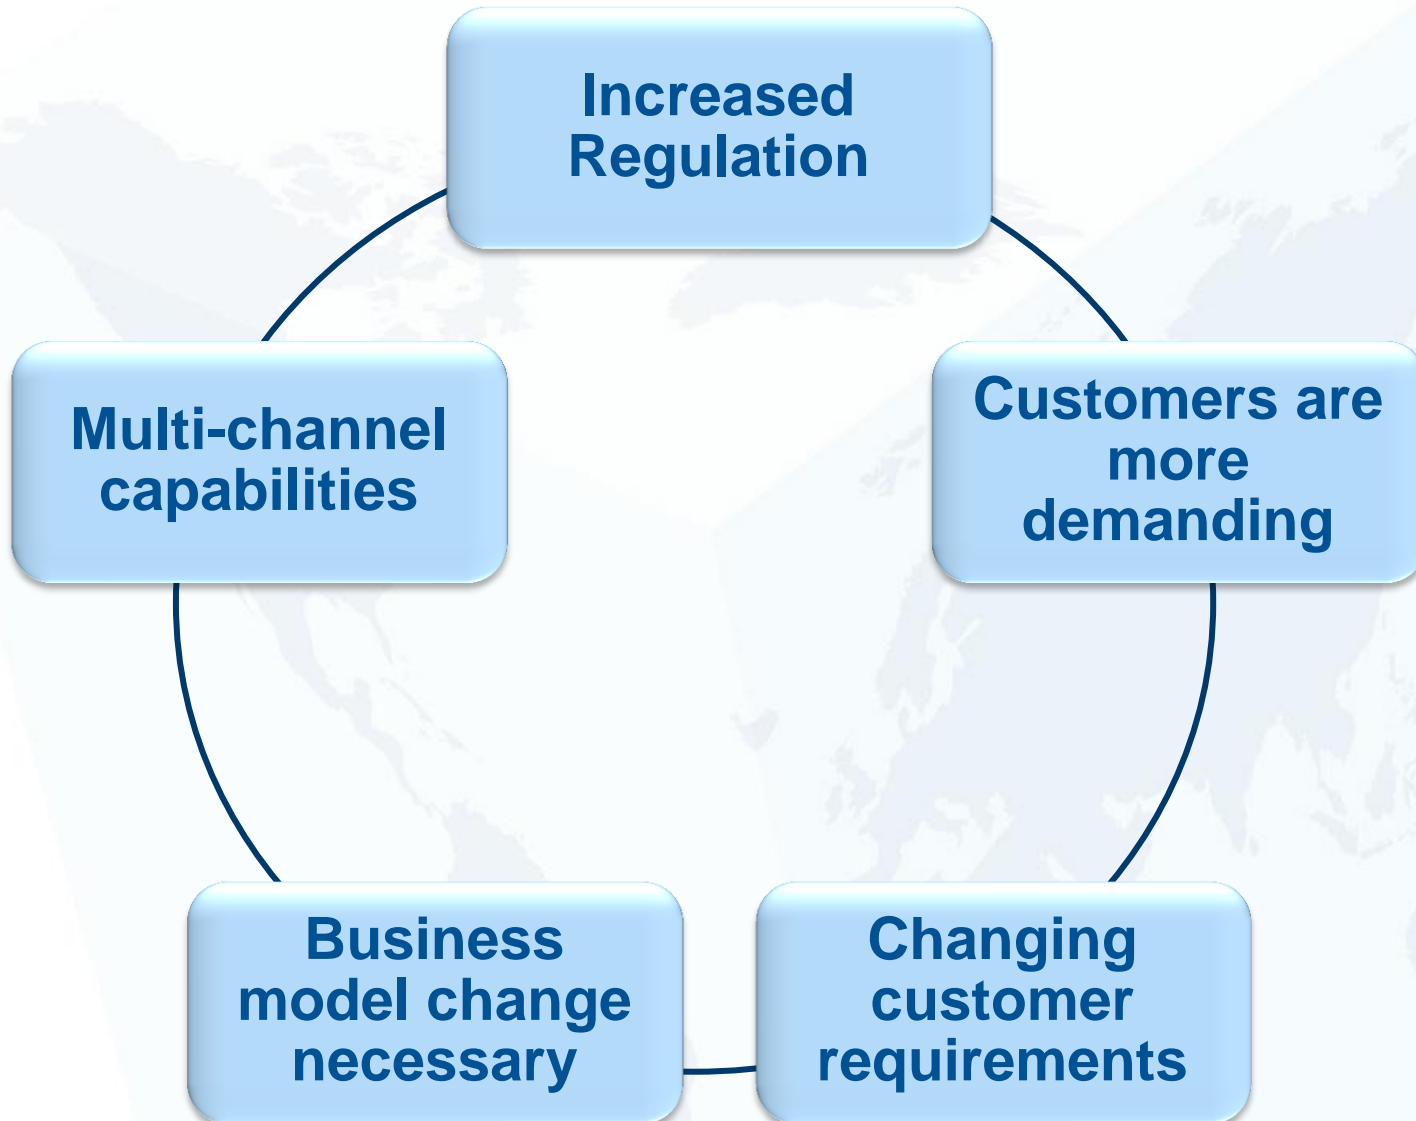 Increased
Regulation
Customers are
more
demanding
Changing
customer
requirements
Business
model change
necessary
Multi-channel
capabilities